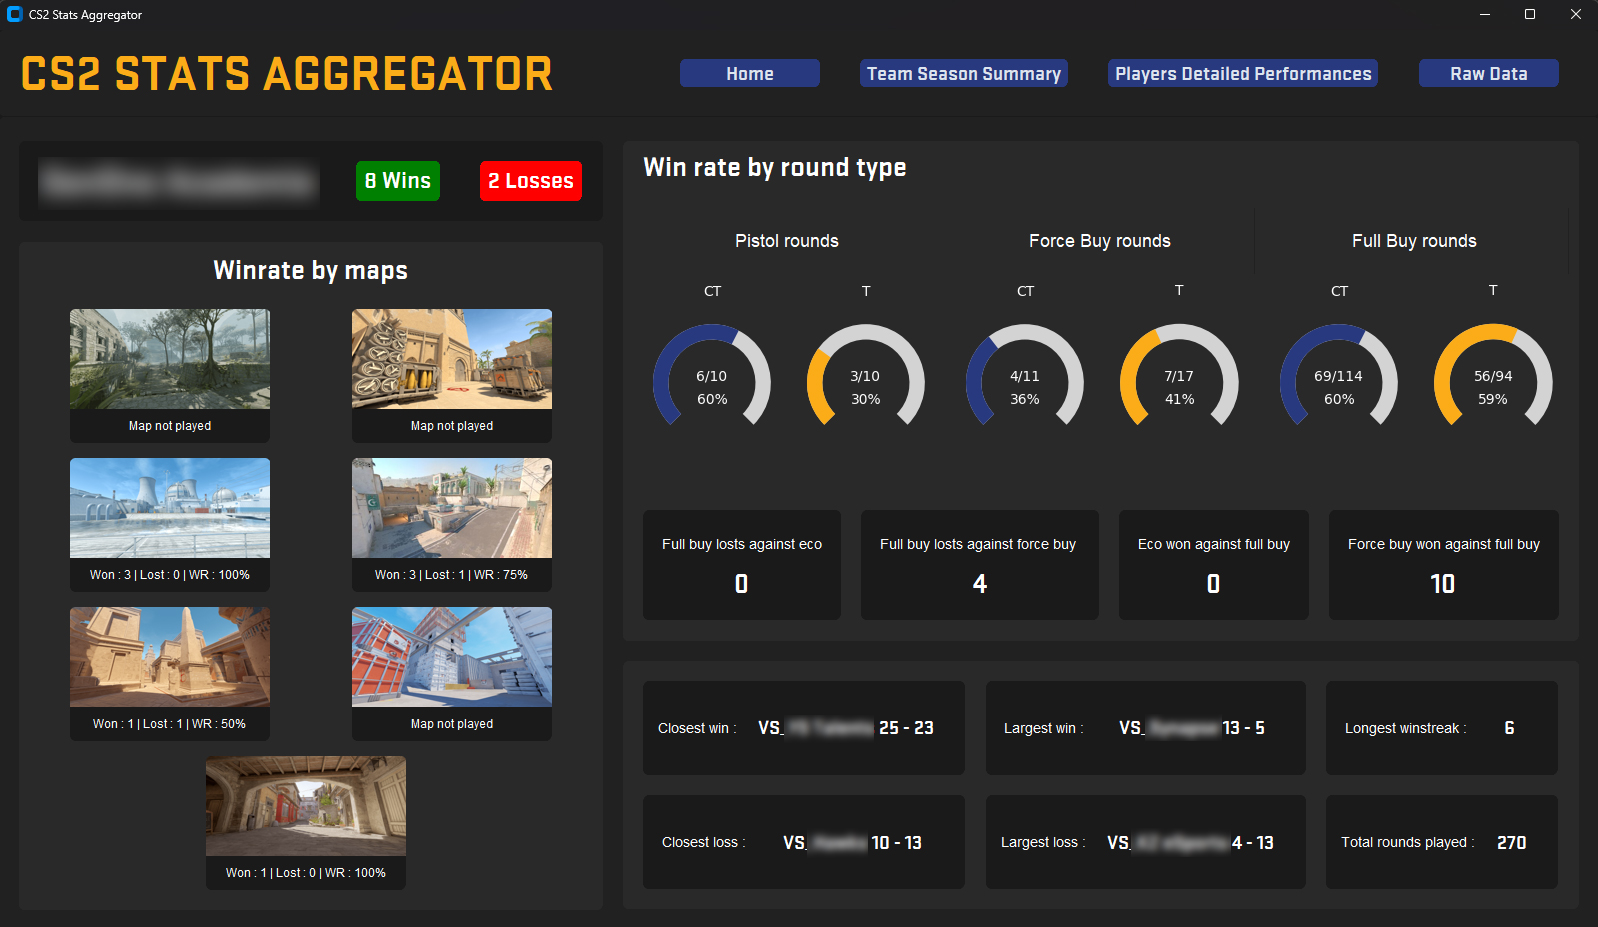 CS2 Stats Aggregator
CS2 STATS AGGREGATOR
Home
Team Season Summary
Players Detailed Performances
Raw Data
8 Wins
2 Losses
Winrate by maps
Map not played
Map not played
Won : 3 | Lost : 0 | WR : 100%
Won : 3 | Lost : 1 | WR : 75%
Won : 1 | Lost : 1 | WR : 50%
Map not played
Won : 1 | Lost : 0 | WR : 100%
Win rate by round type
Pistol rounds
Force Buy rounds
Full Buy rounds
CT
T
CT
T
CT
T
6/10
60%
3/10
30%
4/11
36%
7/17
41%
69/114
60%
56/94
59%
Full buy losts against eco
0
Full buy losts against force buy
4
Eco won against full buy
0
Force buy won against full buy
10
Closest win :
VS_ 25 - 23
Largest win :
VS_ 13 - 5
Longest winstreak :
6
Closest loss :
VS_ 10 - 13
Largest loss :
VS_ 4 - 13
Total rounds played :
270